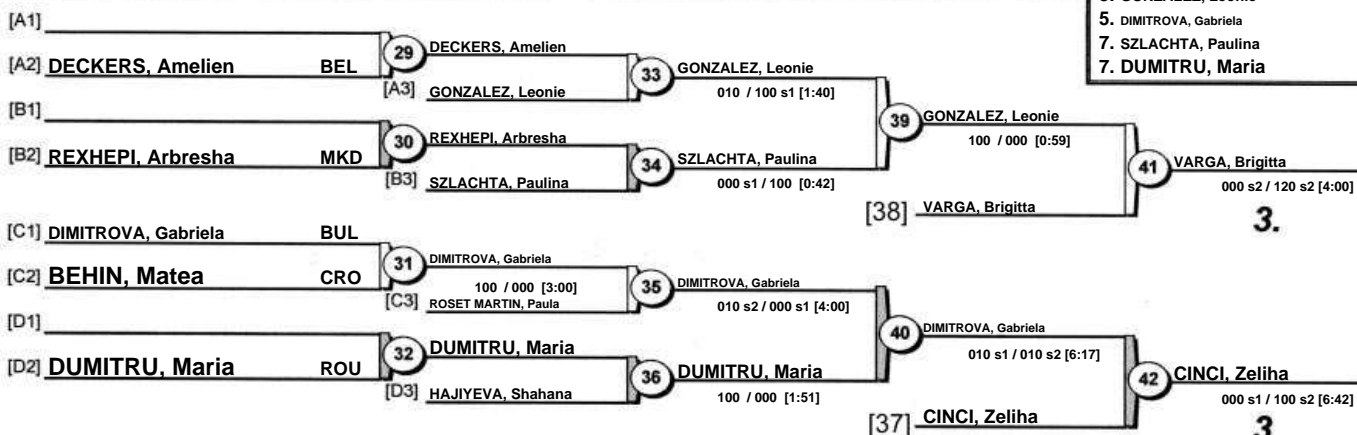 5. DIMITROVA, Gabriela
7. SZLACHTA, Paulina
7. DUMITRU, Maria
[A1]
[A2] DECKERS, Amelien BEL
29
DECKERS, Amelien
[A3] GONZALEZ, Leonie
33
GONZALEZ, Leonie
010 / 100 s1 [1:40]
[B1]
[B2] REXHEPI, Arbresha MKD
30
REXHEPI, Arbresha
[B3] SZLACHTA, Paulina
34
SZLACHTA, Paulina
000 s1 / 100 [0:42]
39
GONZALEZ, Leonie
100 / 000 [0:59]
[38] VARGA, Brigitta
41
VARGA, Brigitta
000 s2 / 120 s2 [4:00]
3.
[C1] DIMITROVA, Gabriela BUL
[C2] BEHIN, Matea CRO
31
DIMITROVA, Gabriela
100 / 000 [3:00]
[C3] ROSET MARTIN, Paula
35
DIMITROVA, Gabriela
010 s2 / 000 s1 [4:00]
[D1]
[D2] DUMITRU, Maria ROU
32
DUMITRU, Maria
[D3] HAJIYEVA, Shahana
36
DUMITRU, Maria
100 / 000 [1:51]
40
DIMITROVA, Gabriela
010 s1 / 010 s2 [6:17]
[37] CINCI, Zeliha
42
CINCI, Zeliha
000 s1 / 100 s2 [6:42]
3